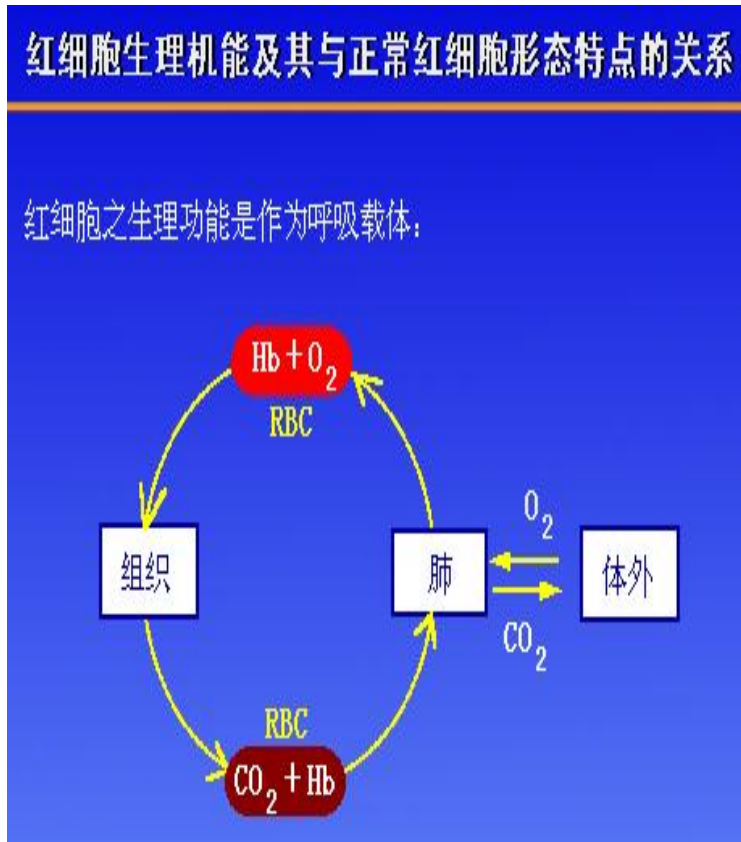 红细胞生理机能及其与正常红细胞形态特点的关系
红细胞之生理功能是作为呼吸载体：
Hb+O₂
RBC
O₂
组织
肺
体外
CO₂
RBC
CO₂+Hb